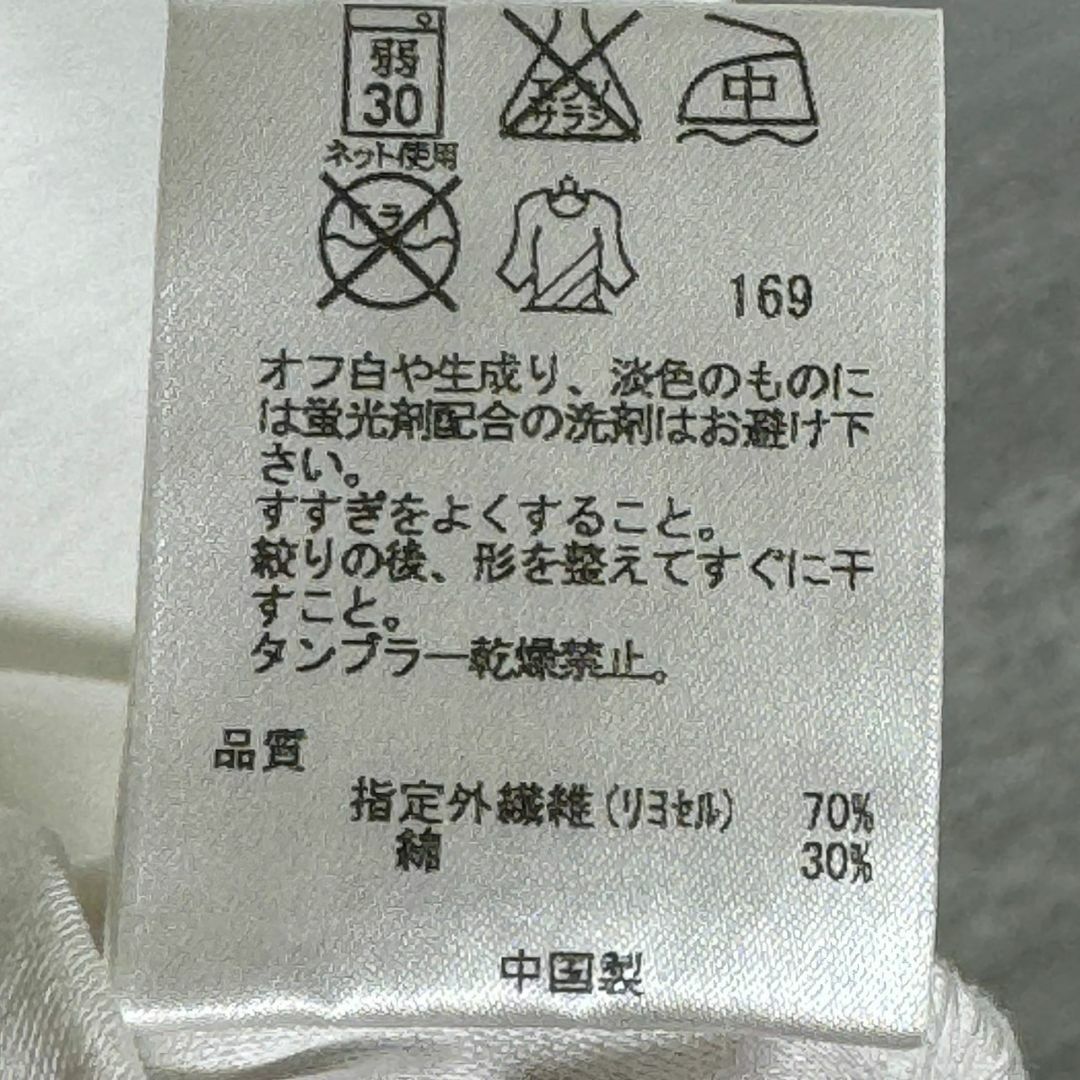 弱
30
ネット使用
エンソ
サラシ
中
ドライ
169
オフ白や生成り、淡色のものに
は蛍光剤配合の洗剤はお避け下
さい。
すすぎをよくすること。
絞りの後、形を整えてすぐに干
すこと。
タンブラー乾燥禁止。
品質
指定外繊維(リヨセル) 70%
綿 30%
中国製